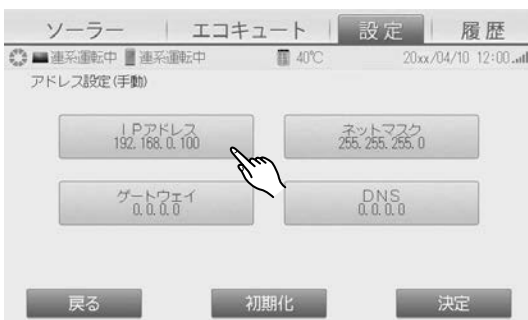 ソーラー エコキュート 設定 履歴
連系運転中 連系運転中 40℃ 20xx/04/10 12:00
アドレス設定(手動)
IPアドレス ネットマスク
192.168.0.100 255.255.255.0
ゲートウェイ DNS
0.0.0.0 0.0.0.0
戻る 初期化 決定